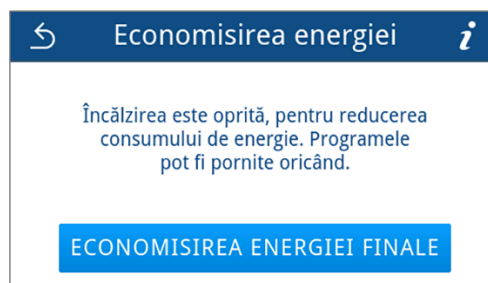 Economisirea energiei
Încălzirea este oprită, pentru reducerea
consumului de energie. Programele
pot fi pornite oricând.
ECONOMISIREA ENERGIEI FINALE